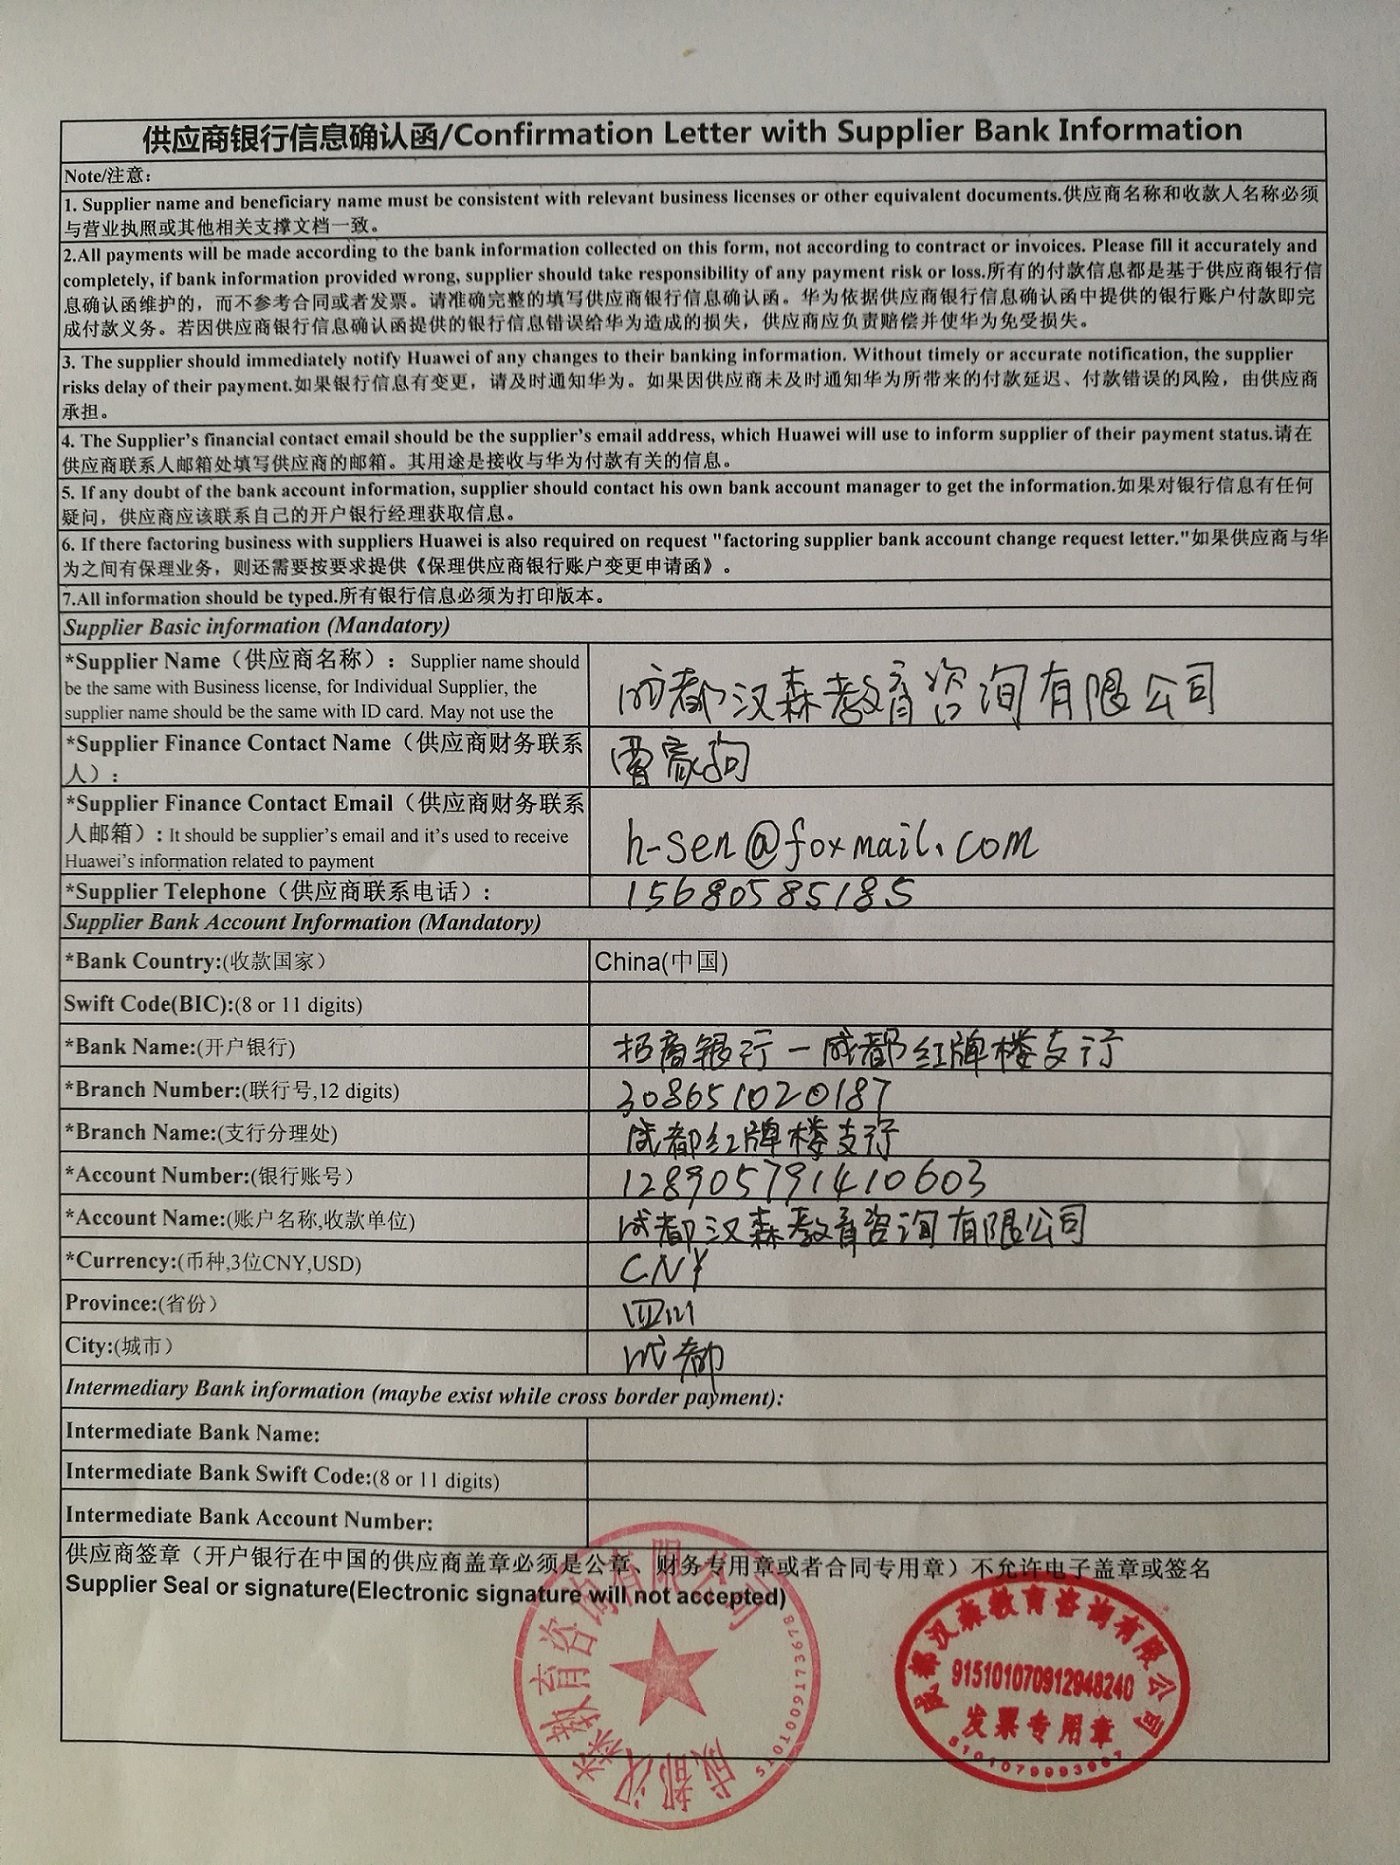 供应商银行信息确认函/Confirmation Letter with Supplier Bank Information
Note/注意：
1. Supplier name and beneficiary name must be consistent with relevant business licenses or other equivalent documents.供应商名称和收款人名称必须
与营业执照或其他相关支撑文档一致。
2.All payments will be made according to the bank information collected on this form, not according to contract or invoices. Please fill it accurately and
completely, if bank information provided wrong, supplier should take responsibility of any payment risk or loss.所有的付款信息都是基于供应商银行信
息确认函维护的，而不参考合同或者发票。请准确完整的填写供应商银行信息确认函。华为依据供应商银行信息确认函中提供的银行账户付款即完
成付款义务。若因供应商银行信息确认函提供的银行信息错误给华为造成的损失，供应商应负责赔偿并使华为免受损失。
3. The supplier should immediately notify Huawei of any changes to their banking information. Without timely or accurate notification, the supplier
risks delay of their payment.如果银行信息有变更，请及时通知华为。如果因供应商未及时通知华为所带来的付款延迟、付款错误的风险，由供应商
承担。
4. The Supplier's financial contact email should be the supplier's email address, which Huawei will use to inform supplier of their payment status.请在
供应商联系人邮箱处填写供应商的邮箱。其用途是接收与华为付款有关的信息。
5. If any doubt of the bank account information, supplier should contact his own bank account manager to get the information.如果对银行信息有任何
疑问，供应商应该联系自己的开户银行经理获取信息。
6. If there factoring business with suppliers Huawei is also required on request "factoring supplier bank account change request letter."如果供应商与华
为之间有保理业务，则还需要按要求提供《保理供应商银行账户变更申请函》。
7.All information should be typed.所有银行信息必须为打印版本。
Supplier Basic information (Mandatory)
*Supplier Name（供应商名称）：Supplier name should
be the same with Business license, for Individual Supplier, the
supplier name should be the same with ID card. May not use the
成都汉森教育咨询有限公司
*Supplier Finance Contact Name（供应商财务联系
人）：
*Supplier Finance Contact Email（供应商财务联系
人邮箱）: It should be supplier's email and it's used to receive
Huawei's information related to payment
h-sen@foxmail.com
*Supplier Telephone（供应商联系电话）: 15680585185
Supplier Bank Account Information (Mandatory)
*Bank Country:(收款国家） China(中国)
Swift Code(BIC):(8 or 11 digits)
*Bank Name:(开户银行) 招商银行—成都红牌楼支行
*Branch Number:(联行号,12 digits) 308651020187
*Branch Name:(支行分理处) 成都红牌楼支行
*Account Number:(银行账号） 128905791410603
*Account Name:(账户名称,收款单位) 成都汉森教育咨询有限公司
*Currency:(币种,3位CNY,USD) CNY
Province:(省份） 四川
City:(城市） 成都
Intermediary Bank information (maybe exist while cross border payment):
Intermediate Bank Name:
Intermediate Bank Swift Code:(8 or 11 digits)
Intermediate Bank Account Number:
供应商签章（开户银行在中国的供应商盖章必须是公章、财务专用章或者合同专用章）不允许电子盖章或签名
Supplier Seal or signature(Electronic signature will not accepted)
成都汉森教育咨询有限公司
5101009173678
成都汉森教育咨询有限公司
915101070912948240
发票专用章